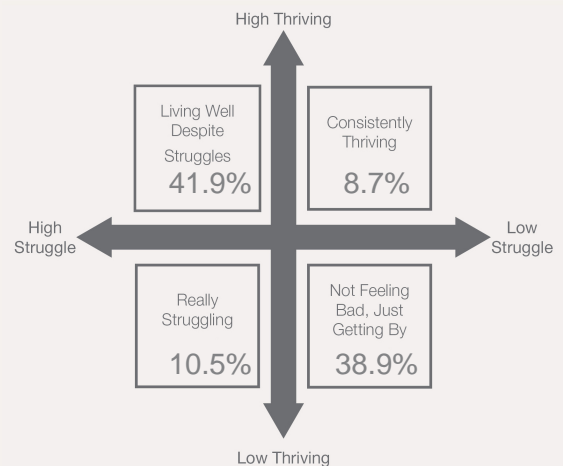 High Thriving
Living Well
Despite
Struggles
41.9%
Consistently
Thriving
8.7%
High
Struggle
Low
Struggle
Really
Struggling
10.5%
Not Feeling
Bad, Just
Getting By
38.9%
Low Thriving